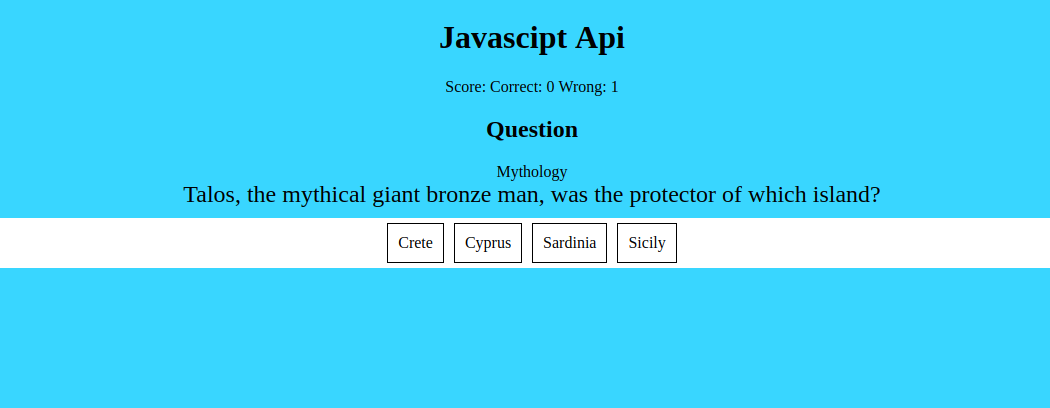 Javascipt Api
Score: Correct: 0 Wrong: 1
Question
Mythology
Talos, the mythical giant bronze man, was the protector of which island?
Crete Cyprus Sardinia Sicily